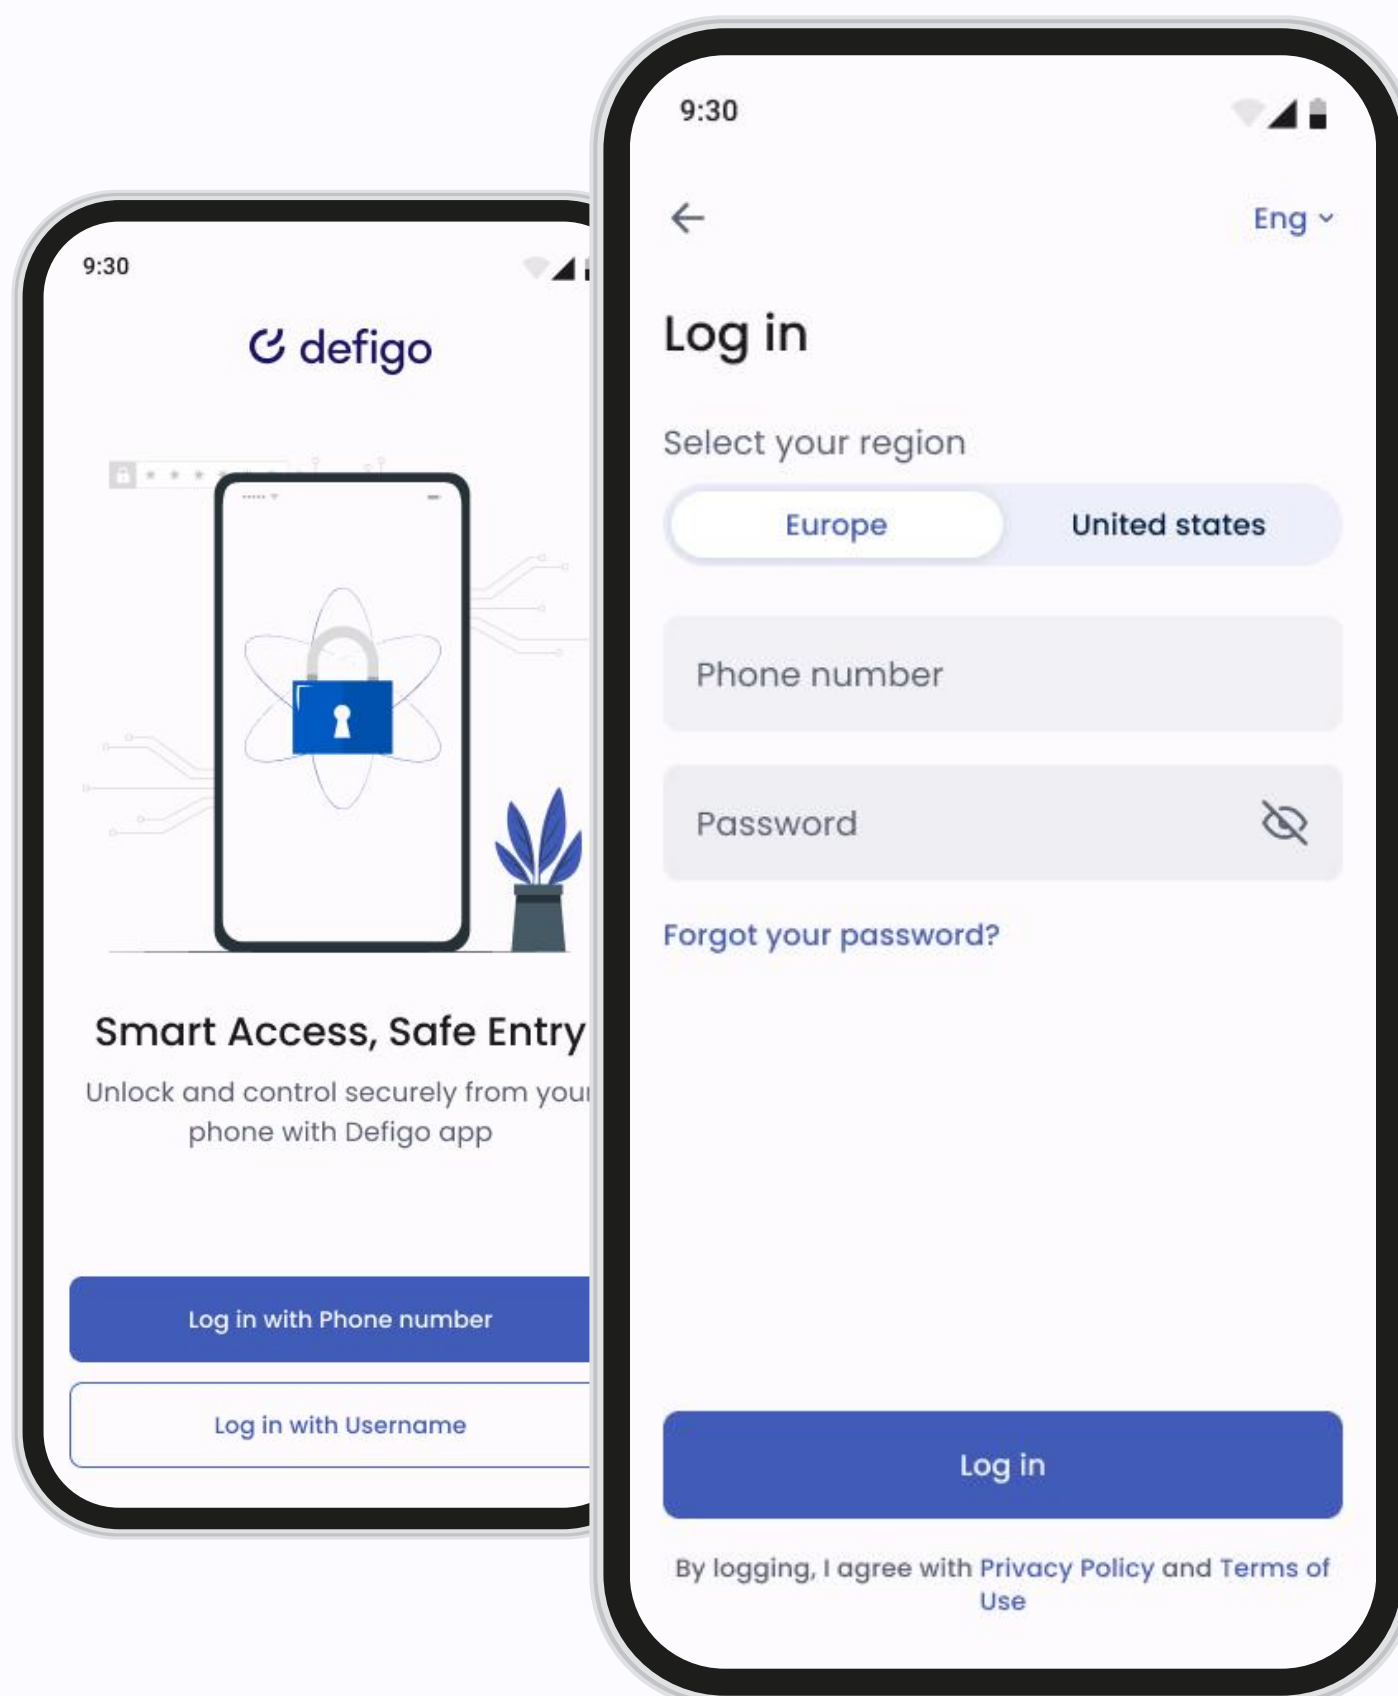 9:30
defigo
* * * *
Smart Access, Safe Entry
Unlock and control securely from your
phone with Defigo app
Log in with Phone number
Log in with Username
9:30
Eng
Log in
Select your region
Europe
United states
Phone number
Password
Forgot your password?
Log in
By logging, I agree with Privacy Policy and Terms of
Use